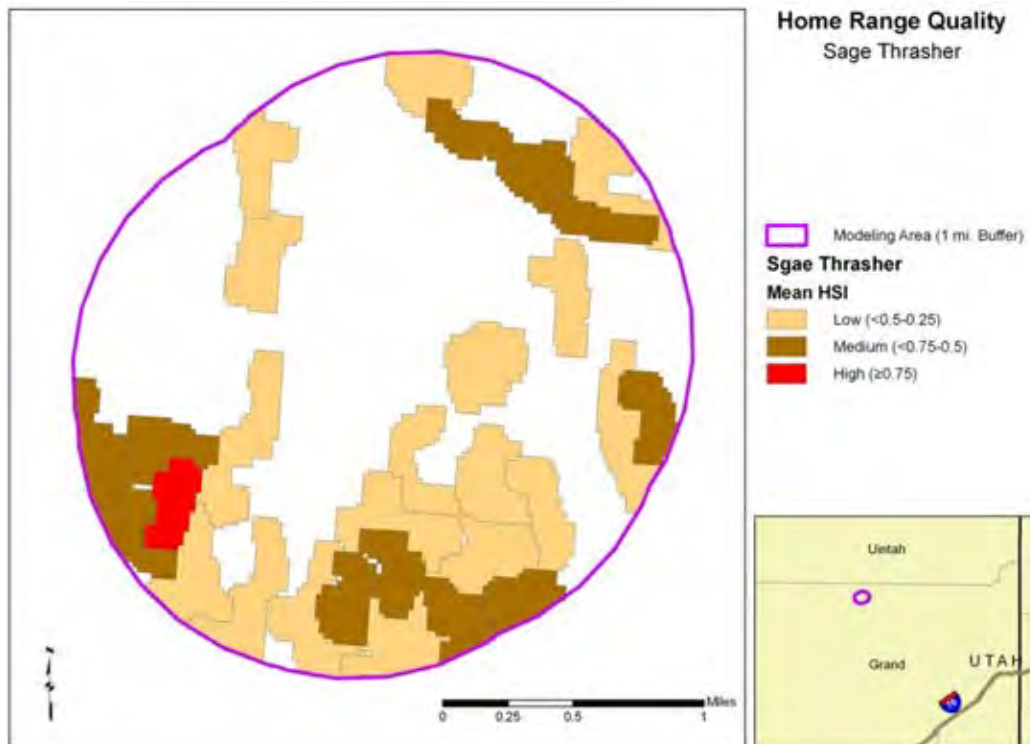 Home Range Quality
Sage Thrasher
Modeling Area (1 mi. Buffer)
Sgae Thrasher
Mean HSI
Low (<0.5-0.25)
Medium (<0.75-0.5)
High (≥0.75)
Miles
0 0.25 0.5 1
Uintah
Grand
UTAH